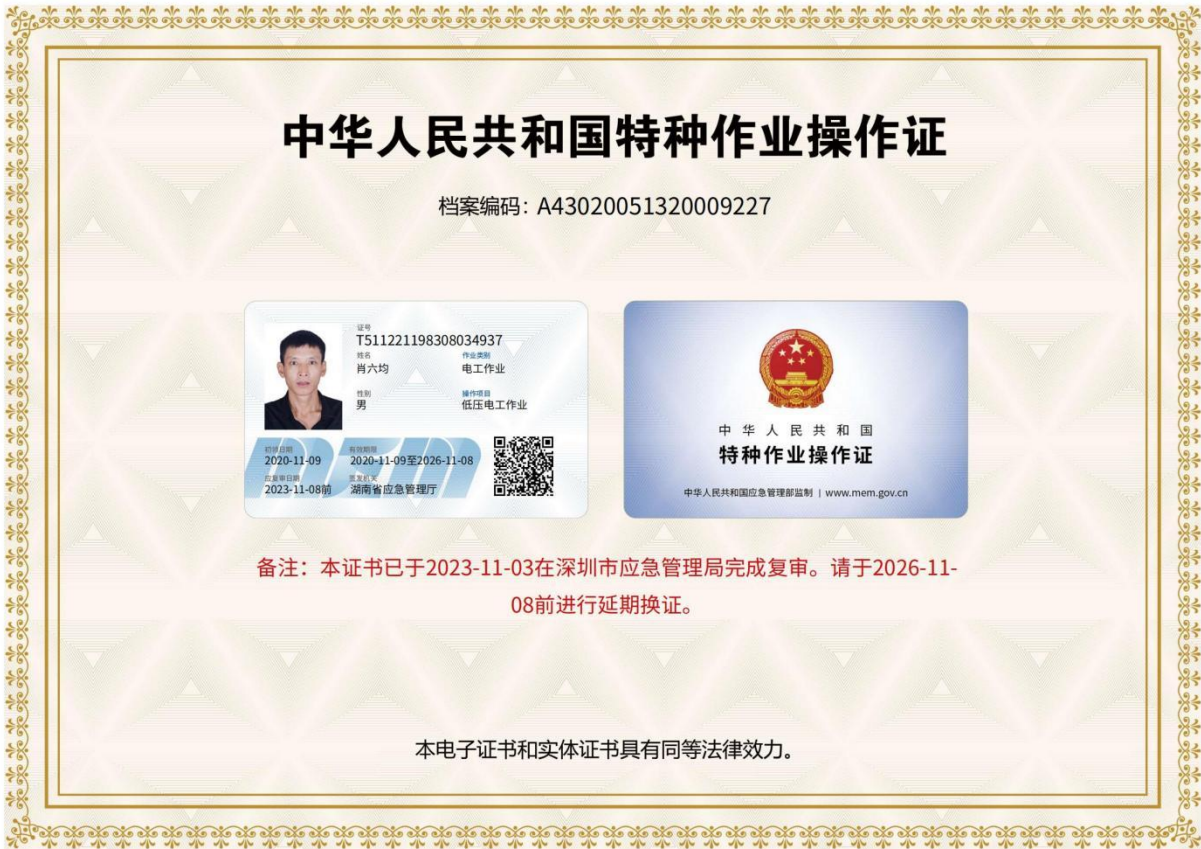 中华人民共和国特种作业操作证
档案编码：A43020051320009227
证号
T511221198308034937
姓名
作业类别
肖六均
电工作业
性别
操作项目
男
低压电工作业
初领日期
有效期限
2020-11-09
2020-11-09至2026-11-08
应复审日期
签发机关
2023-11-08前
湖南省应急管理厅
中华人民共和国
特种作业操作证
中华人民共和国应急管理部监制 | www.mem.gov.cn
备注：本证书已于2023-11-03在深圳市应急管理局完成复审。请于2026-11-
08前进行延期换证。
本电子证书和实体证书具有同等法律效力。